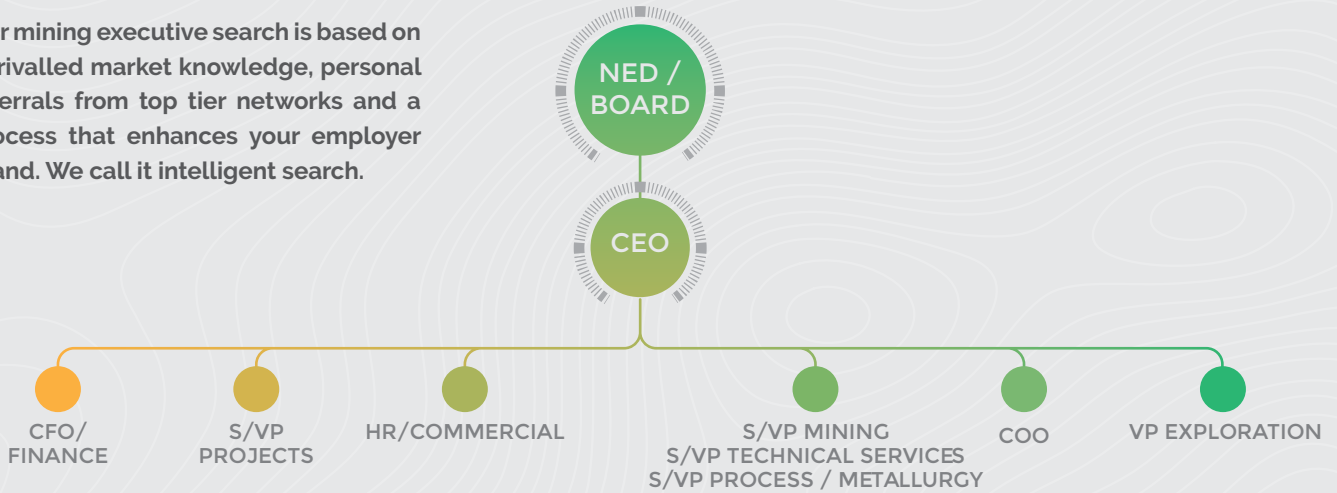 r mining executive search is based on
rivalled market knowledge, personal
errals from top tier networks and a
ocess that enhances your employer
and. We call it intelligent search.
NED /
BOARD
CEO
CFO/
FINANCE
S/VP
PROJECTS
HR/COMMERCIAL
S/VP MINING
S/VP TECHNICAL SERVICES
S/VP PROCESS / METALLURGY
COO
VP EXPLORATION